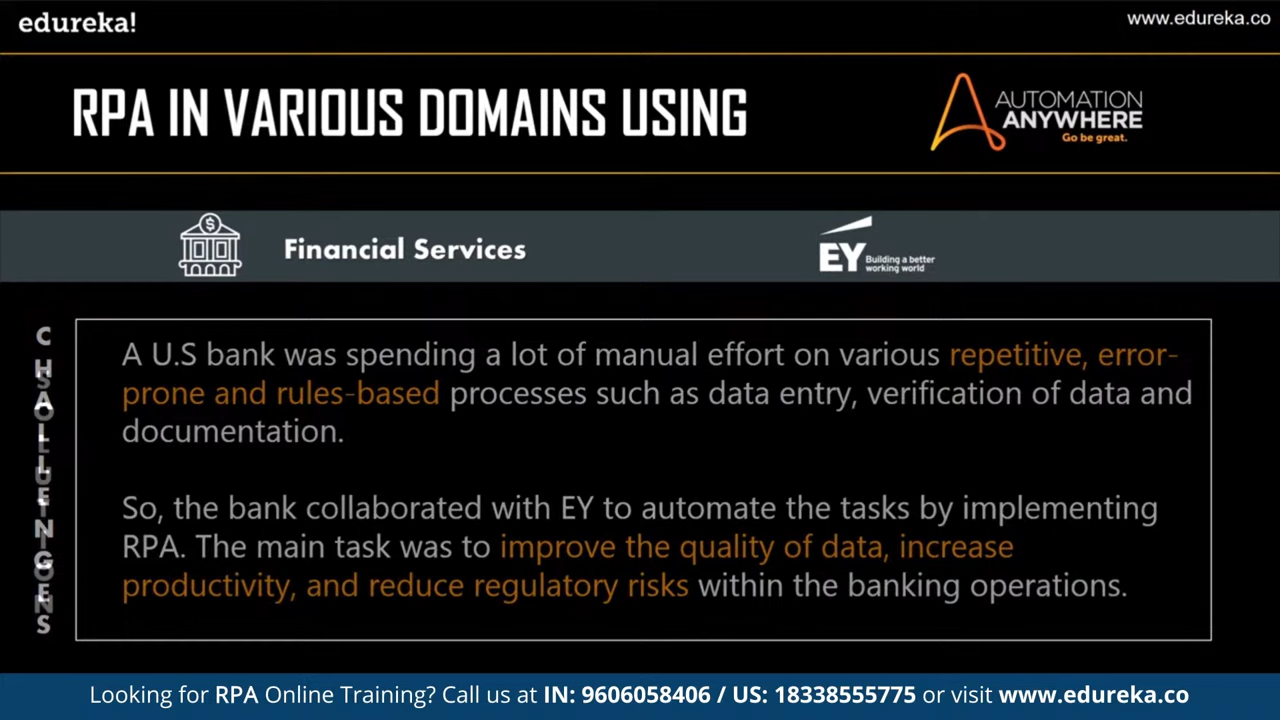 edureka!
www.edureka.co
RPA IN VARIOUS DOMAINS USING
AUTOMATION
ANYWHERE
Go be great.
Financial Services
EY
Building a better
working world
A U.S bank was spending a lot of manual effort on various repetitive, error-
prone and rules-based processes such as data entry, verification of data and
documentation.
So, the bank collaborated with EY to automate the tasks by implementing
RPA. The main task was to improve the quality of data, increase
productivity, and reduce regulatory risks within the banking operations.
Looking for RPA Online Training? Call us at IN: 9606058406 / US: 18338555775 or visit www.edureka.co